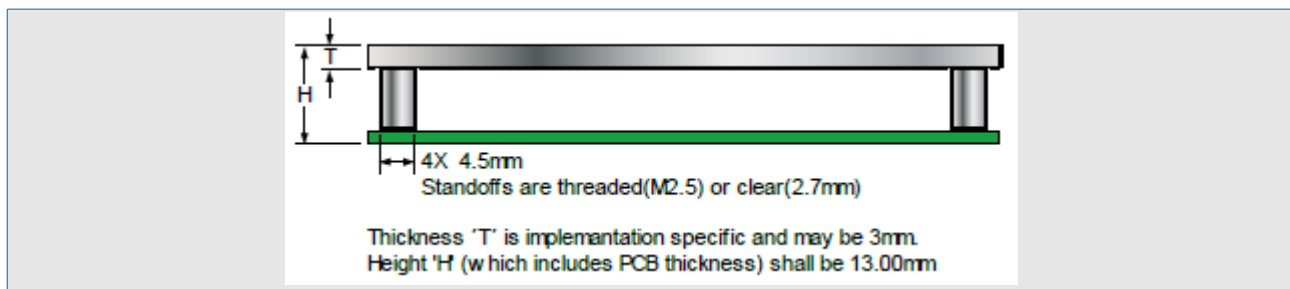 T
H
4X 4.5mm
Standoffs are threaded(M2.5) or clear(2.7mm)
Thickness 'T' is implemantation specific and may be 3mm.
Height 'H' (which includes PCB thickness) shall be 13.00mm